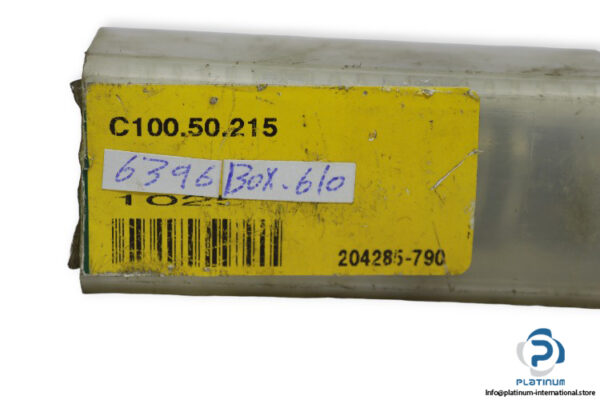 C100.50.215
6396 BOX.610
204285-790
PLATINUM
Info@platinum-international.store